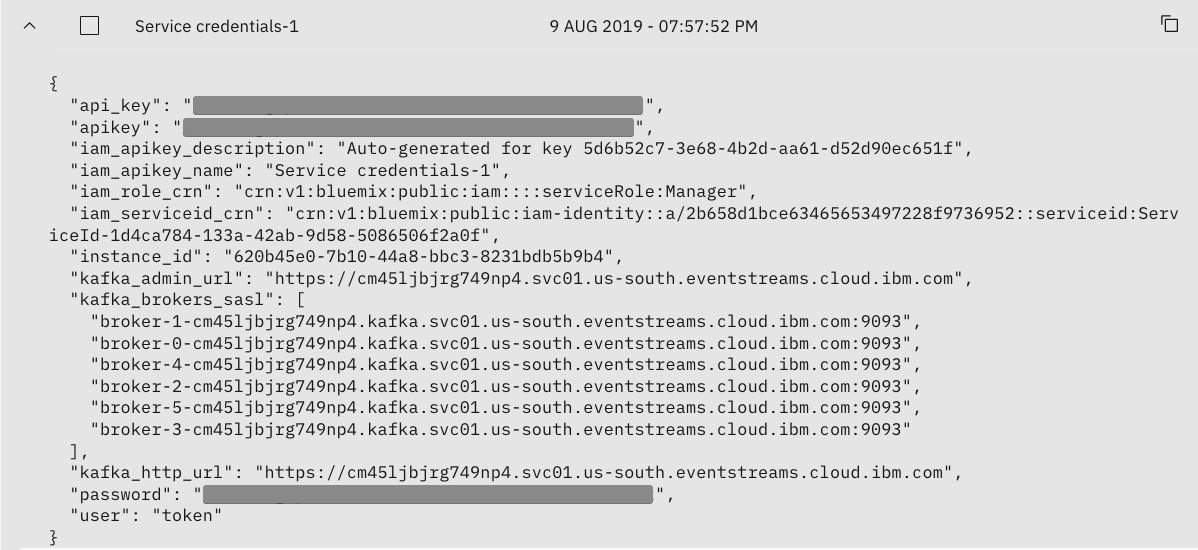 Service credentials-1 9 AUG 2019 - 07:57:52 PM
{
"api_key": "",
"apikey": "",
"iam_apikey_description": "Auto-generated for key 5d6b52c7-3e68-4b2d-aa61-d52d90ec651f",
"iam_apikey_name": "Service credentials-1",
"iam_role_crn": "crn:v1:bluemix:public:iam::::serviceRole:Manager",
"iam_serviceid_crn": "crn:v1:bluemix:public:iam-identity::a/2b658d1bce63465653497228f9736952::serviceid:Serv
iceId-1d4ca784-133a-42ab-9d58-5086506f2a0f",
"instance_id": "620b45e0-7b10-44a8-bbc3-8231bdb5b9b4",
"kafka_admin_url": "https://cm45ljbjrg749np4.svc01.us-south.eventstreams.cloud.ibm.com",
"kafka_brokers_sasl": [
"broker-1-cm45ljbjrg749np4.kafka.svc01.us-south.eventstreams.cloud.ibm.com:9093",
"broker-0-cm45ljbjrg749np4.kafka.svc01.us-south.eventstreams.cloud.ibm.com:9093",
"broker-4-cm45ljbjrg749np4.kafka.svc01.us-south.eventstreams.cloud.ibm.com:9093",
"broker-2-cm45ljbjrg749np4.kafka.svc01.us-south.eventstreams.cloud.ibm.com:9093",
"broker-5-cm45ljbjrg749np4.kafka.svc01.us-south.eventstreams.cloud.ibm.com:9093",
"broker-3-cm45ljbjrg749np4.kafka.svc01.us-south.eventstreams.cloud.ibm.com:9093"
],
"kafka_http_url": "https://cm45ljbjrg749np4.svc01.us-south.eventstreams.cloud.ibm.com",
"password": "",
"user": "token"
}